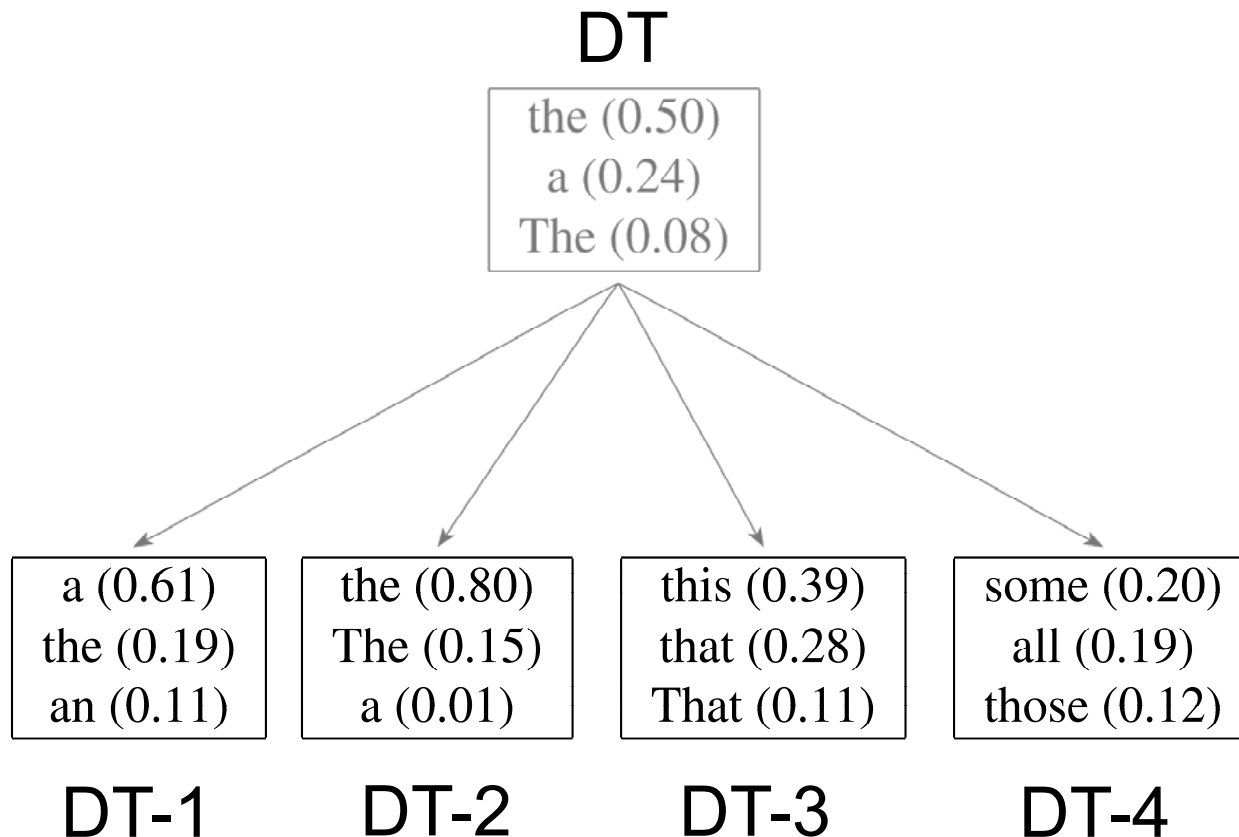 DT
the (0.50)
a (0.24)
The (0.08)
a (0.61)
the (0.19)
an (0.11)
DT-1
the (0.80)
The (0.15)
a (0.01)
DT-2
this (0.39)
that (0.28)
That (0.11)
DT-3
some (0.20)
all (0.19)
those (0.12)
DT-4